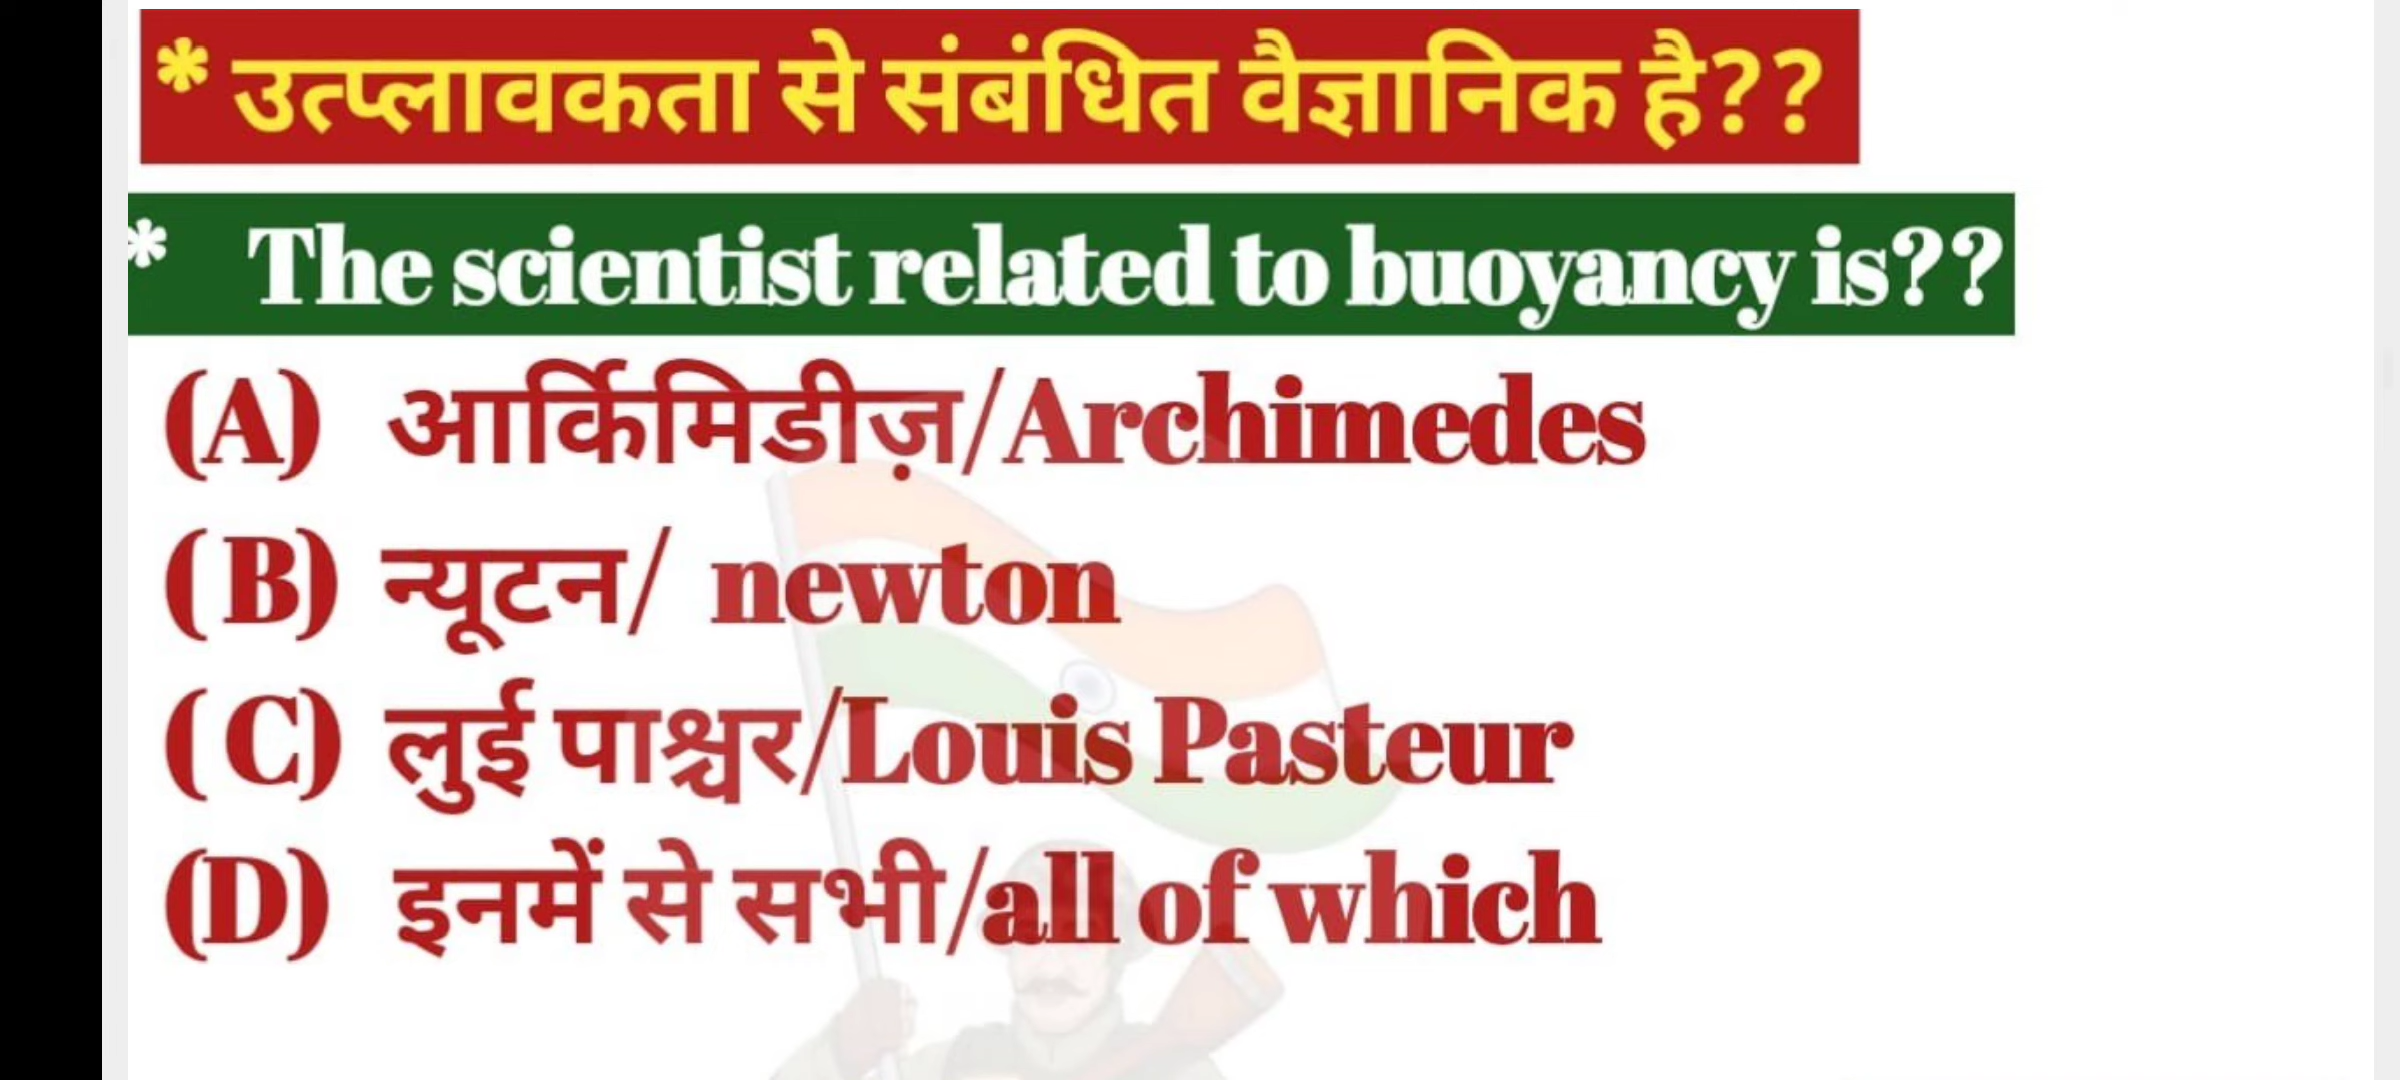 * उत्प्लावकता से संबंधित वैज्ञानिक है??
* The scientist related to buoyancy is??
(A) आर्किमिडीज़/Archimedes
(B) न्यूटन/ newton
(C) लुई पाश्चर/Louis Pasteur
(D) इनमें से सभी/all of which